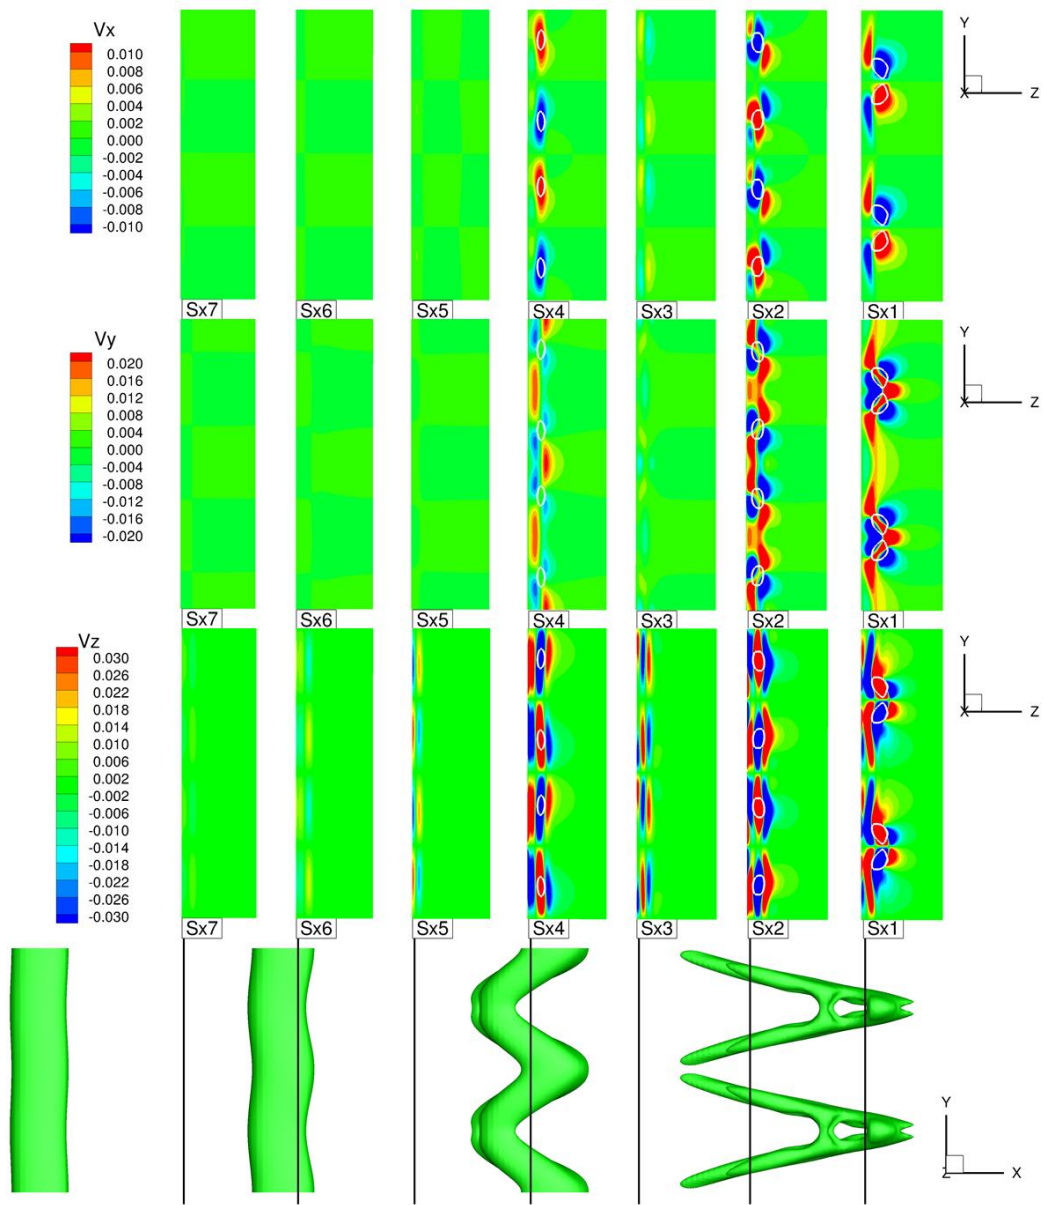 Vx
0.010
0.008
0.006
0.004
0.002
0.000
-0.002
-0.004
-0.006
-0.008
-0.010
Y
X Z
Sx7 Sx6 Sx5 Sx4 Sx3 Sx2 Sx1
Vy
0.020
0.016
0.012
0.008
0.004
0.000
-0.004
-0.008
-0.012
-0.016
-0.020
Y
X Z
Sx7 Sx6 Sx5 Sx4 Sx3 Sx2 Sx1
Vz
0.030
0.026
0.022
0.018
0.014
0.010
0.006
0.002
-0.002
-0.006
-0.010
-0.014
-0.018
-0.022
-0.026
-0.030
Y
X Z
Sx7 Sx6 Sx5 Sx4 Sx3 Sx2 Sx1
Y
Z X